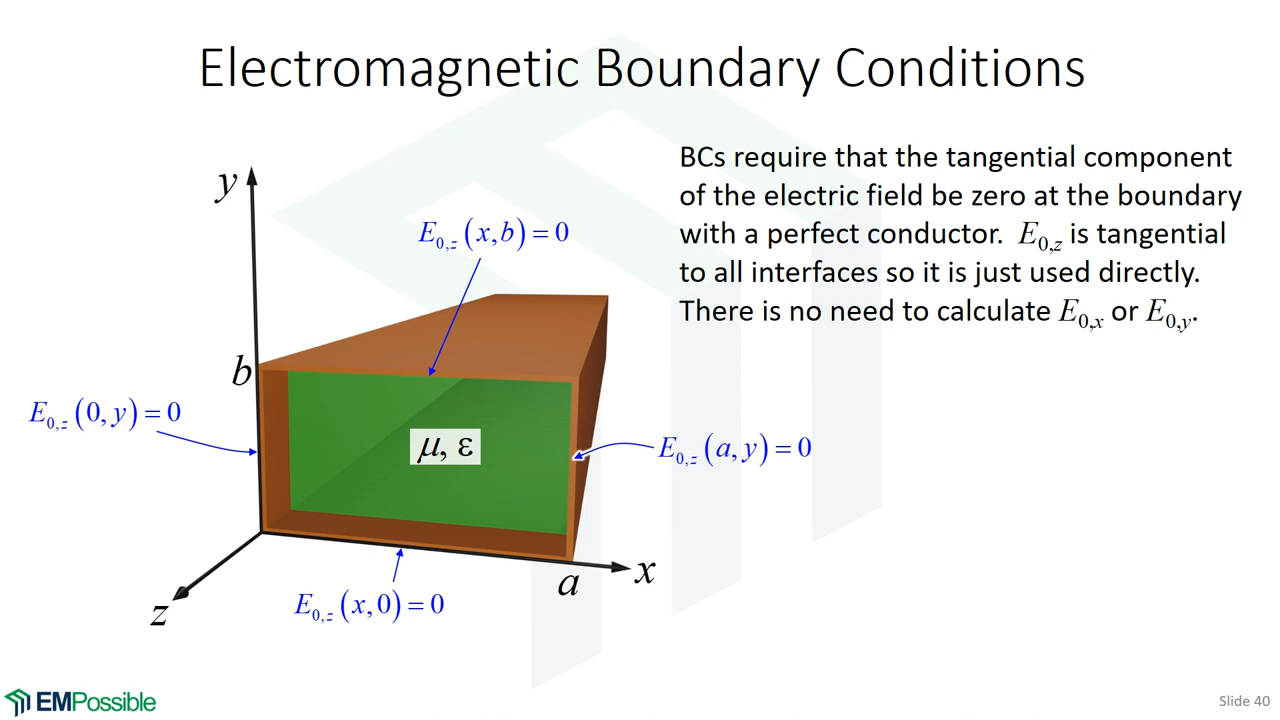 Electromagnetic Boundary Conditions
BCs require that the tangential component
of the electric field be zero at the boundary
with a perfect conductor. E₀,z is tangential
to all interfaces so it is just used directly.
There is no need to calculate E₀,x or E₀,y.
y
E₀,z (x, b) = 0
b
E₀,z (0, y) = 0
μ, ε
E₀,z (a, y) = 0
x
a
z
E₀,z (x, 0) = 0
EMPossible
Slide 40